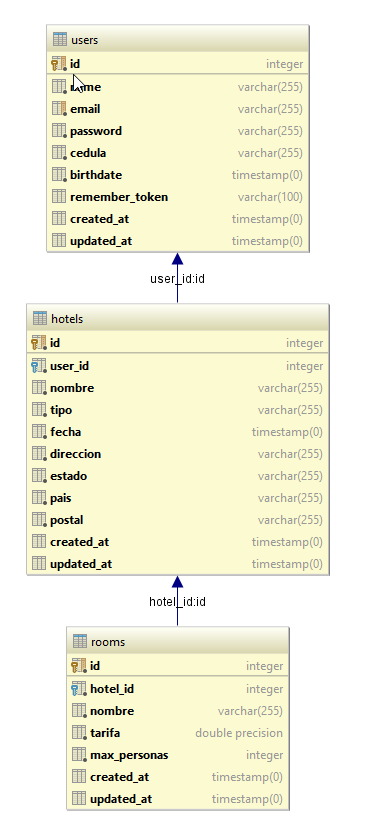 users
id integer
name varchar(255)
email varchar(255)
password varchar(255)
cedula varchar(255)
birthdate timestamp(0)
remember_token varchar(100)
created_at timestamp(0)
updated_at timestamp(0)
user_id:id
hotels
id integer
user_id integer
nombre varchar(255)
tipo varchar(255)
fecha timestamp(0)
direccion varchar(255)
estado varchar(255)
pais varchar(255)
postal varchar(255)
created_at timestamp(0)
updated_at timestamp(0)
hotel_id:id
rooms
id integer
hotel_id integer
nombre varchar(255)
tarifa double precision
max_personas integer
created_at timestamp(0)
updated_at timestamp(0)